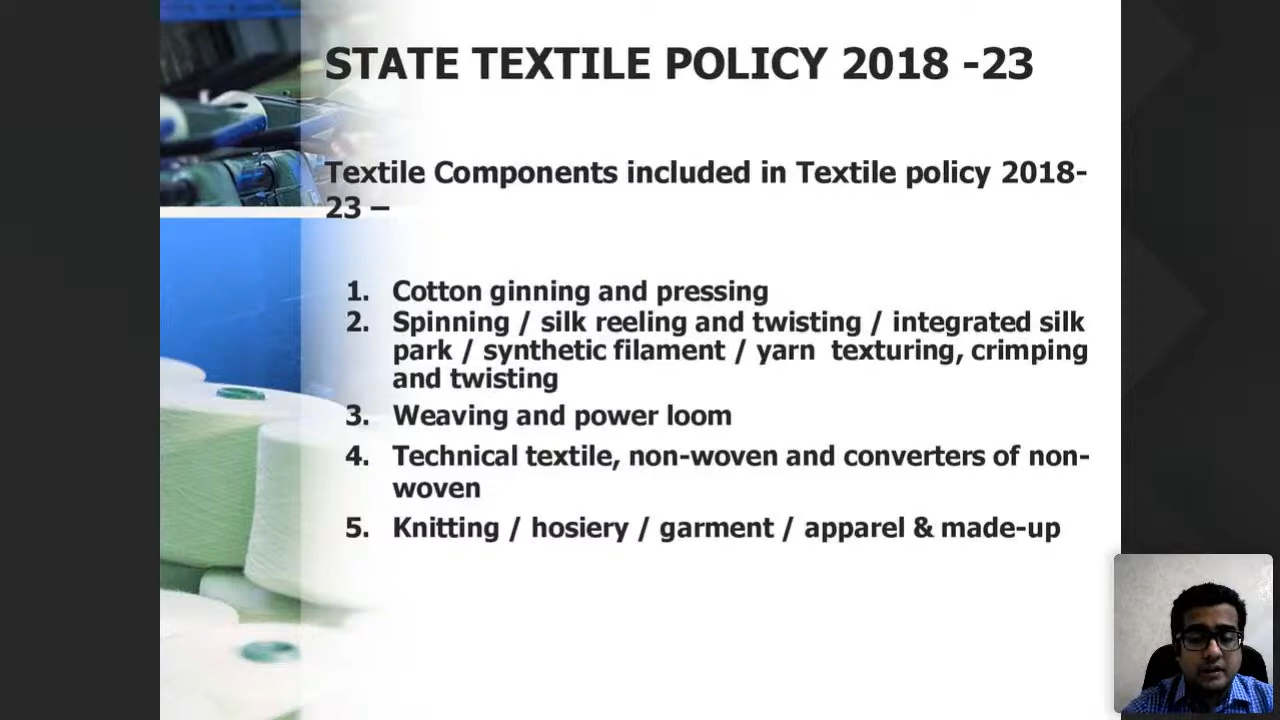 STATE TEXTILE POLICY 2018 -23
Textile Components included in Textile policy 2018-
23 –
1. Cotton ginning and pressing
2. Spinning / silk reeling and twisting / integrated silk
park / synthetic filament / yarn texturing, crimping
and twisting
3. Weaving and power loom
4. Technical textile, non-woven and converters of non-
woven
5. Knitting / hosiery / garment / apparel & made-up